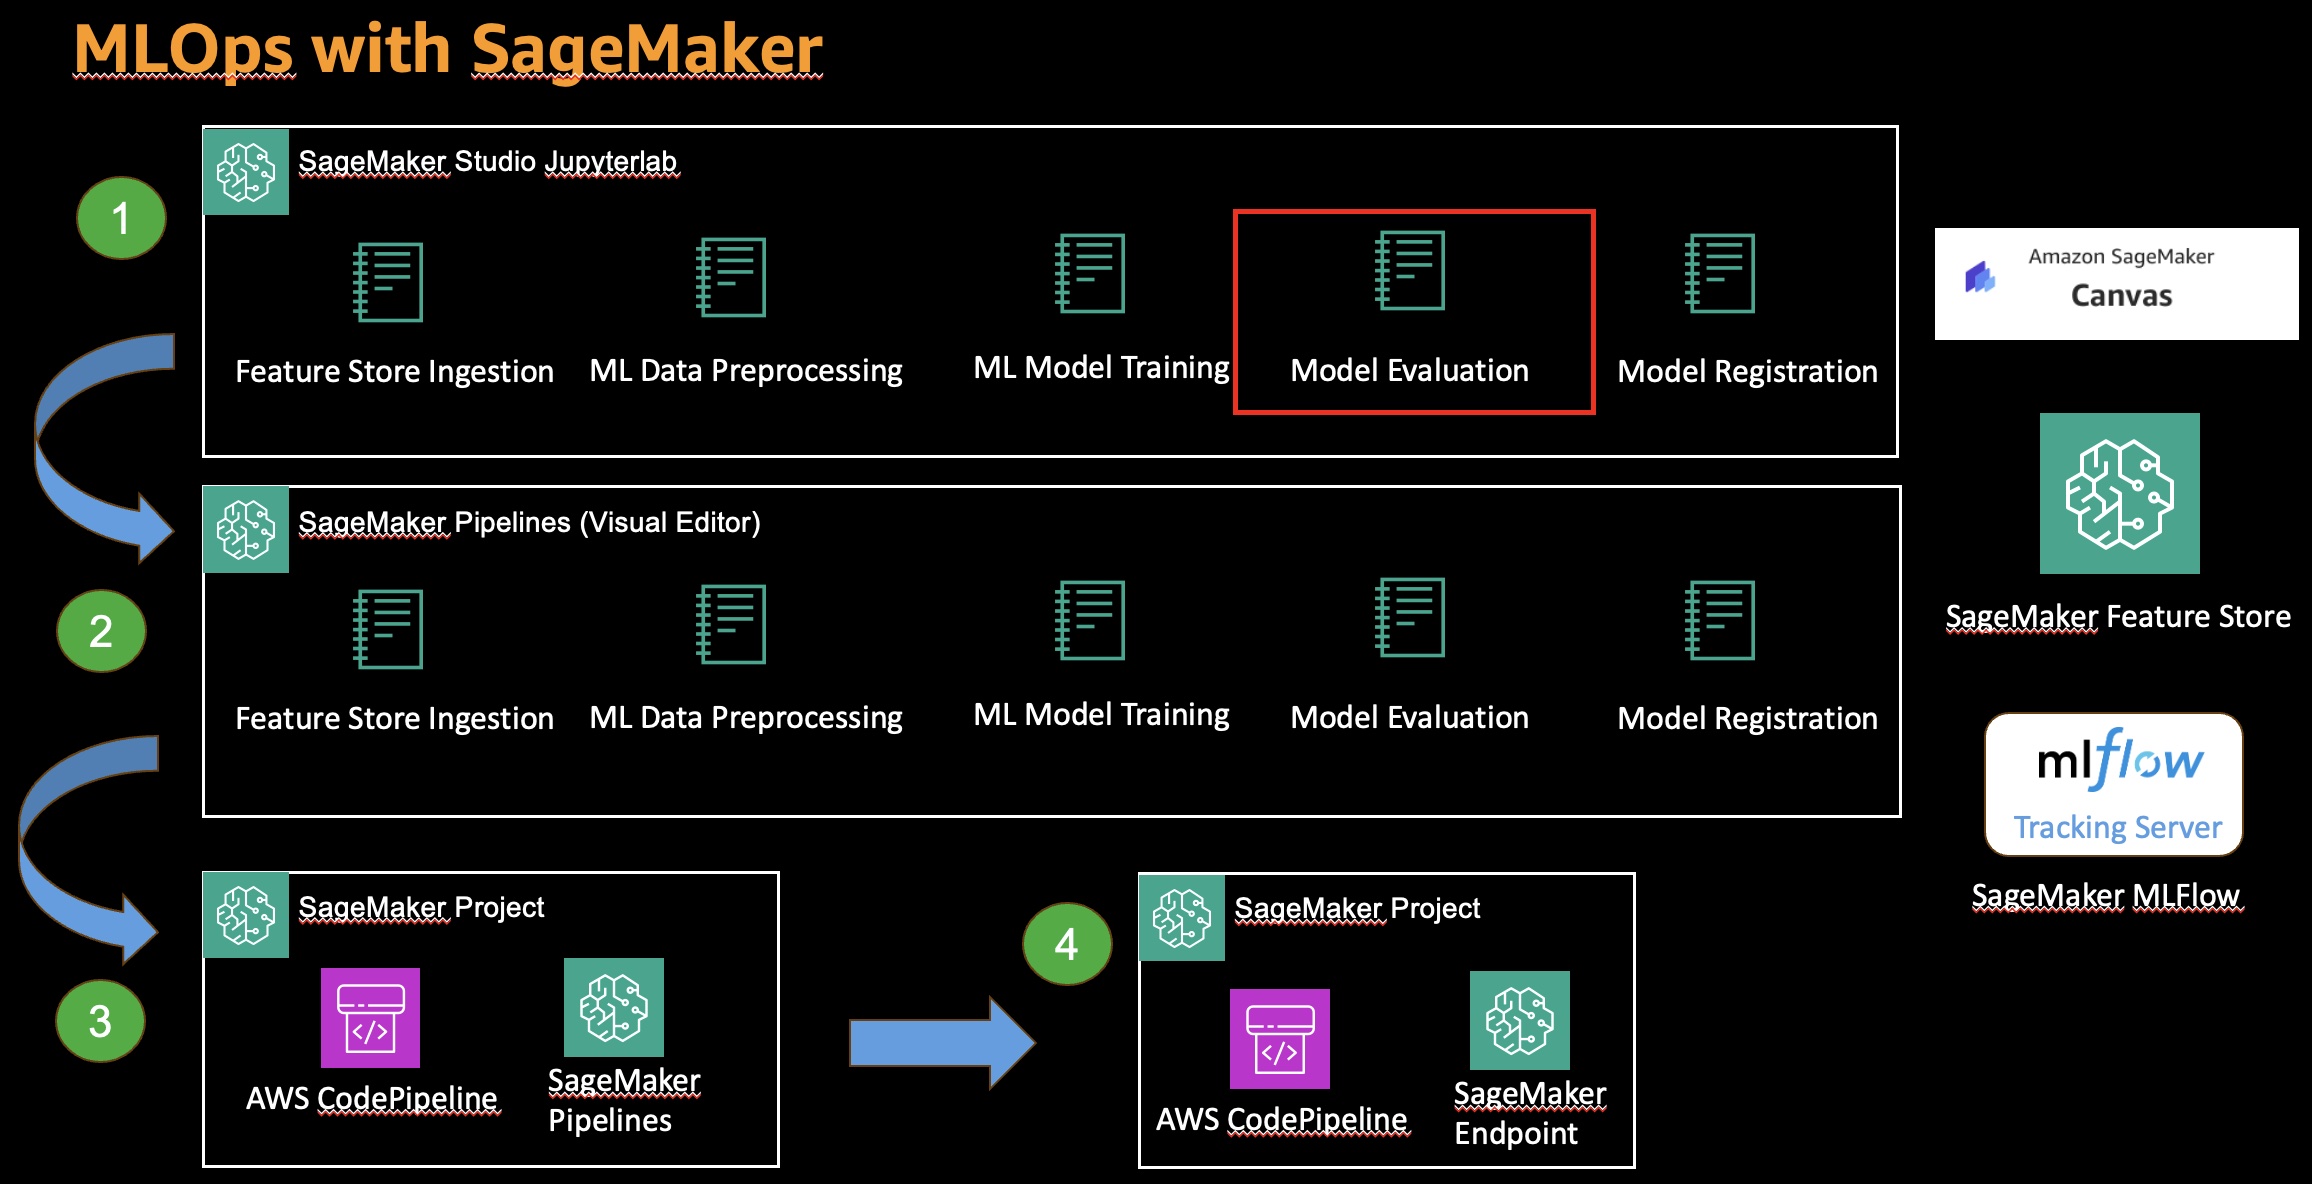 MLOps with SageMaker
1
SageMaker Studio Jupyterlab
Feature Store Ingestion
ML Data Preprocessing
ML Model Training
Model Evaluation
Model Registration
Amazon SageMaker
Canvas
2
SageMaker Pipelines (Visual Editor)
Feature Store Ingestion
ML Data Preprocessing
ML Model Training
Model Evaluation
Model Registration
SageMaker Feature Store
mlflow
Tracking Server
SageMaker MLFlow
3
SageMaker Project
</>
AWS CodePipeline
SageMaker
Pipelines
4
SageMaker Project
</>
AWS CodePipeline
SageMaker
Endpoint